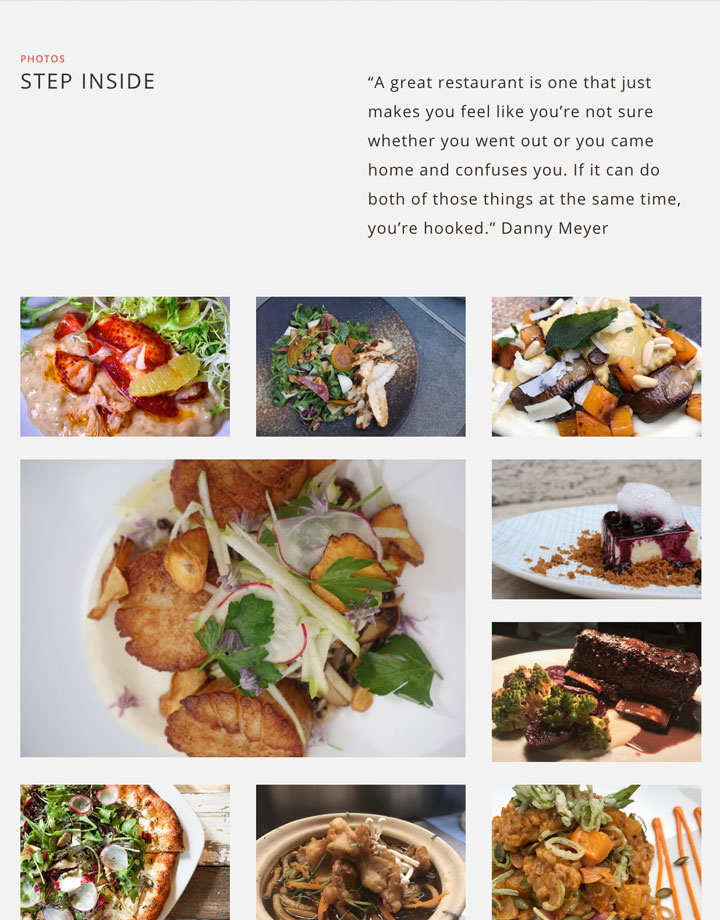 PHOTOS
STEP INSIDE
“A great restaurant is one that just
makes you feel like you’re not sure
whether you went out or you came
home and confuses you. If it can do
both of those things at the same time,
you’re hooked.” Danny Meyer